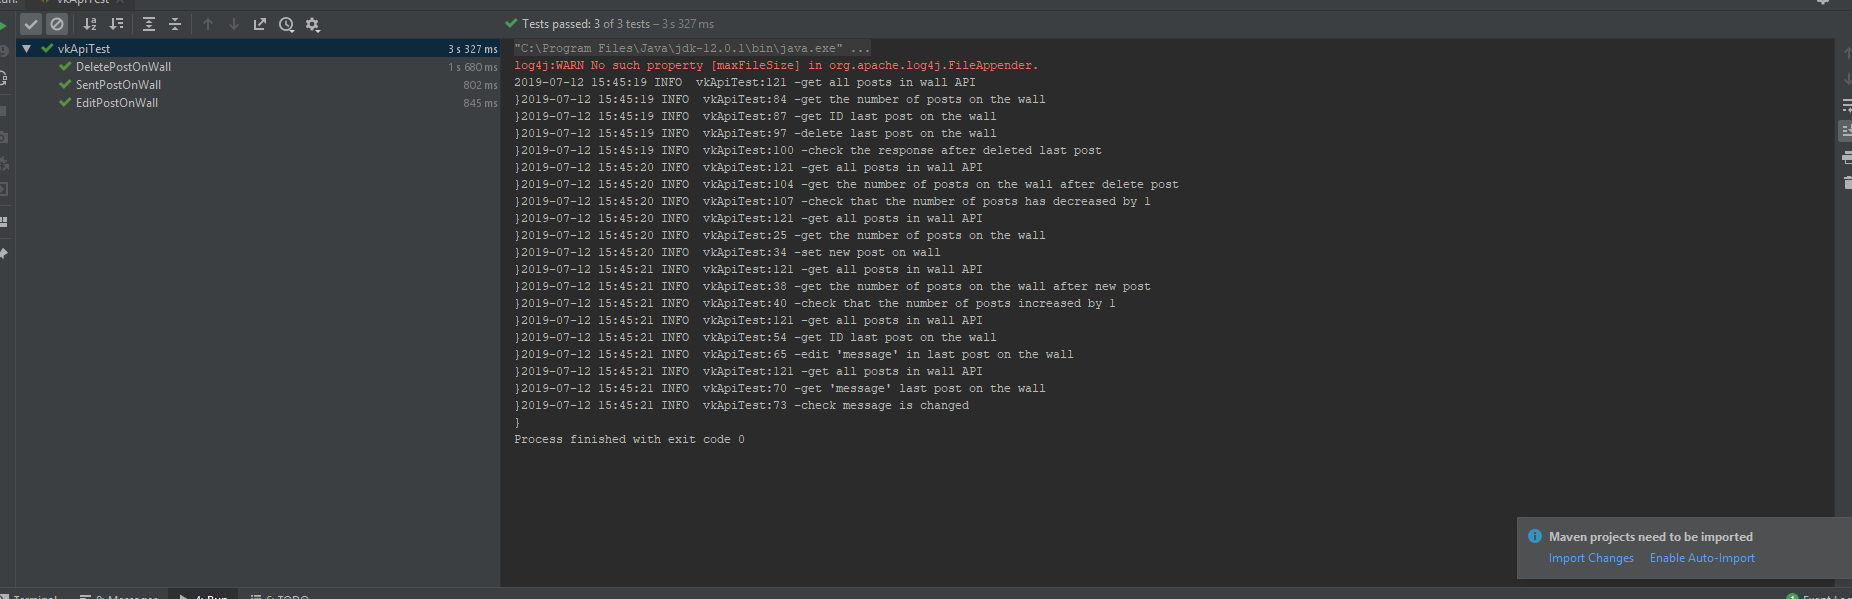 vkApiTest
Tests passed: 3 of 3 tests – 3 s 327 ms
vkApiTest 3 s 327 ms
DeletePostOnWall 1 s 680 ms
SentPostOnWall 802 ms
EditPostOnWall 845 ms
"C:\Program Files\Java\jdk-12.0.1\bin\java.exe" ...
log4j:WARN No such property [maxFileSize] in org.apache.log4j.FileAppender.
2019-07-12 15:45:19 INFO  vkApiTest:121 -get all posts in wall API
}2019-07-12 15:45:19 INFO  vkApiTest:84 -get the number of posts on the wall
}2019-07-12 15:45:19 INFO  vkApiTest:87 -get ID last post on the wall
}2019-07-12 15:45:19 INFO  vkApiTest:97 -delete last post on the wall
}2019-07-12 15:45:19 INFO  vkApiTest:100 -check the response after deleted last post
}2019-07-12 15:45:20 INFO  vkApiTest:121 -get all posts in wall API
}2019-07-12 15:45:20 INFO  vkApiTest:104 -get the number of posts on the wall after delete post
}2019-07-12 15:45:20 INFO  vkApiTest:107 -check that the number of posts has decreased by 1
}2019-07-12 15:45:20 INFO  vkApiTest:121 -get all posts in wall API
}2019-07-12 15:45:20 INFO  vkApiTest:25 -get the number of posts on the wall
}2019-07-12 15:45:20 INFO  vkApiTest:34 -set new post on wall
}2019-07-12 15:45:21 INFO  vkApiTest:121 -get all posts in wall API
}2019-07-12 15:45:21 INFO  vkApiTest:38 -get the number of posts on the wall after new post
}2019-07-12 15:45:21 INFO  vkApiTest:40 -check that the number of posts increased by 1
}2019-07-12 15:45:21 INFO  vkApiTest:121 -get all posts in wall API
}2019-07-12 15:45:21 INFO  vkApiTest:54 -get ID last post on the wall
}2019-07-12 15:45:21 INFO  vkApiTest:65 -edit 'message' in last post on the wall
}2019-07-12 15:45:21 INFO  vkApiTest:121 -get all posts in wall API
}2019-07-12 15:45:21 INFO  vkApiTest:70 -get 'message' last post on the wall
}2019-07-12 15:45:21 INFO  vkApiTest:73 -check message is changed
}
Process finished with exit code 0
Maven projects need to be imported
Import Changes Enable Auto-Import
Terminal 0: Messages 4: Run 6: TODO Event Log